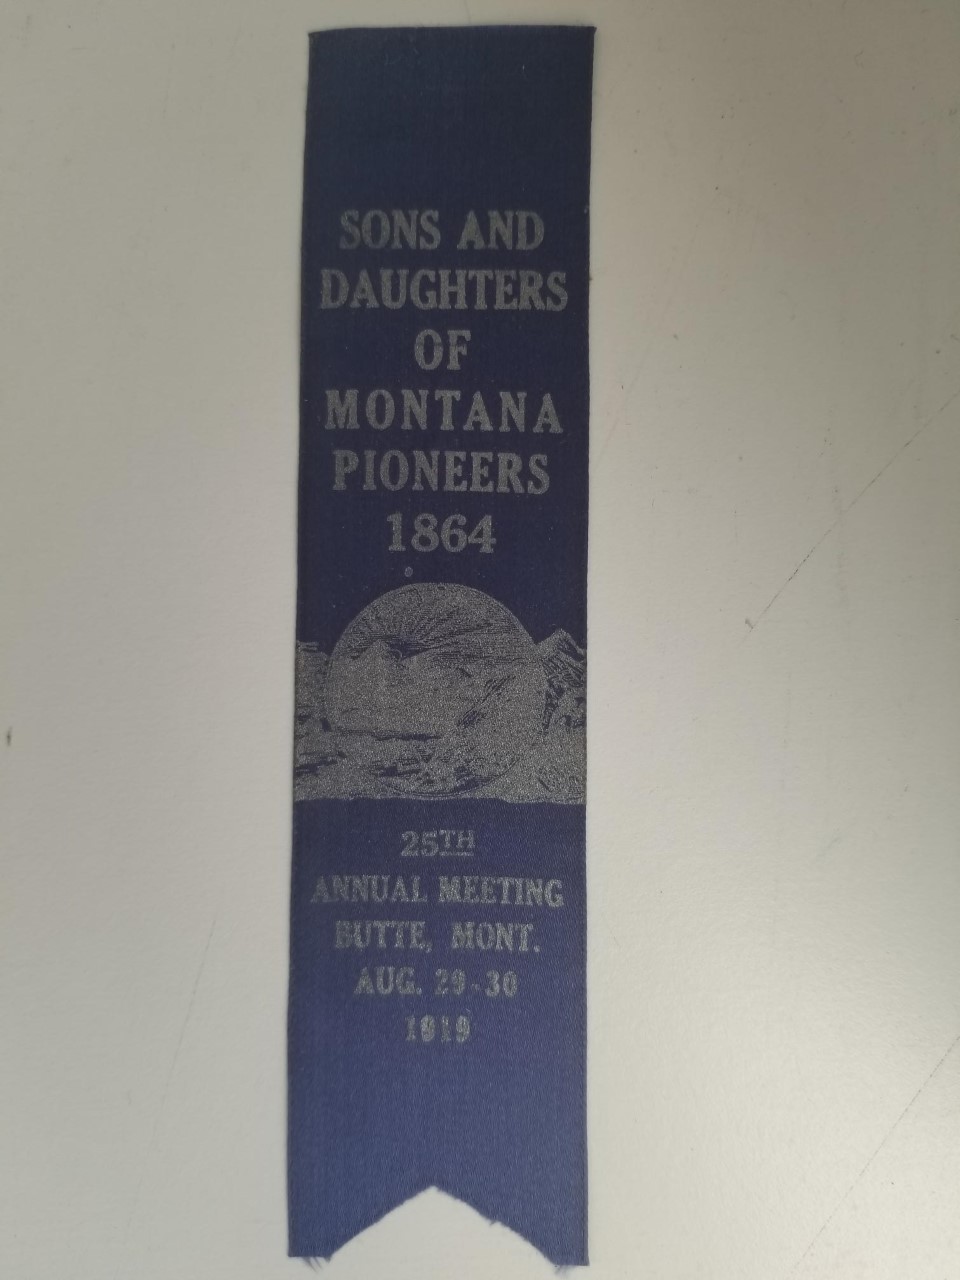 SONS AND
DAUGHTERS
OF
MONTANA
PIONEERS
1864
25TH
ANNUAL MEETING
BUTTE, MONT.
AUG. 29-30
1919